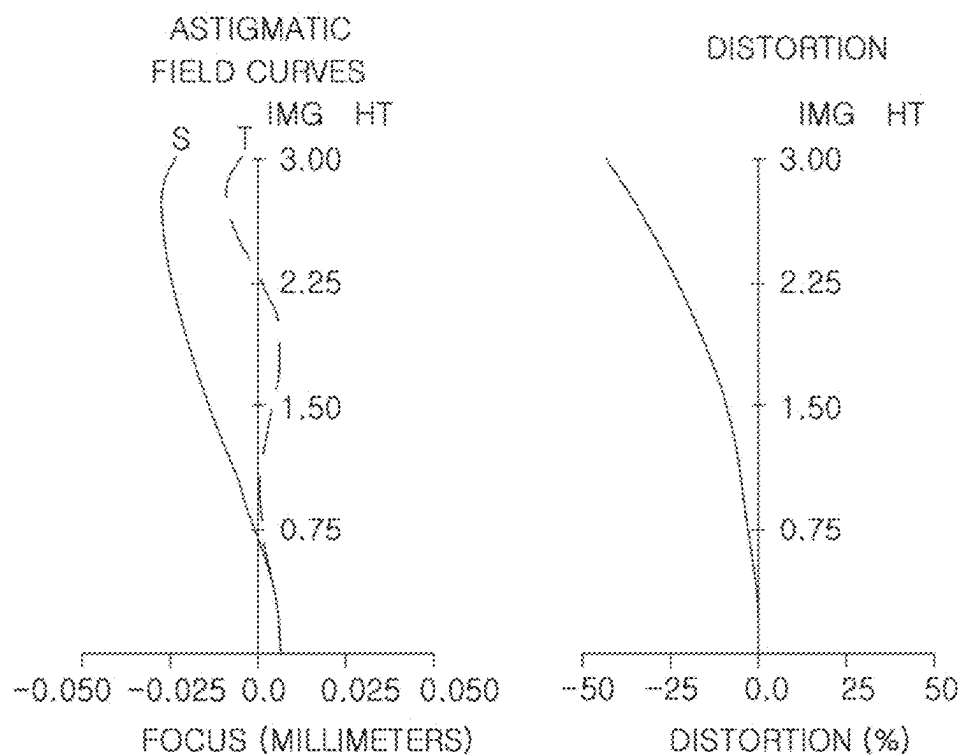 ASTIGMATIC
FIELD CURVES
IMG HT
S T
3.00
2.25
1.50
0.75
-0.050 -0.025 0.0 0.025 0.050
FOCUS (MILLIMETERS)
DISTORTION
IMG HT
3.00
2.25
1.50
0.75
-50 -25 0.0 25 50
DISTORTION (%)